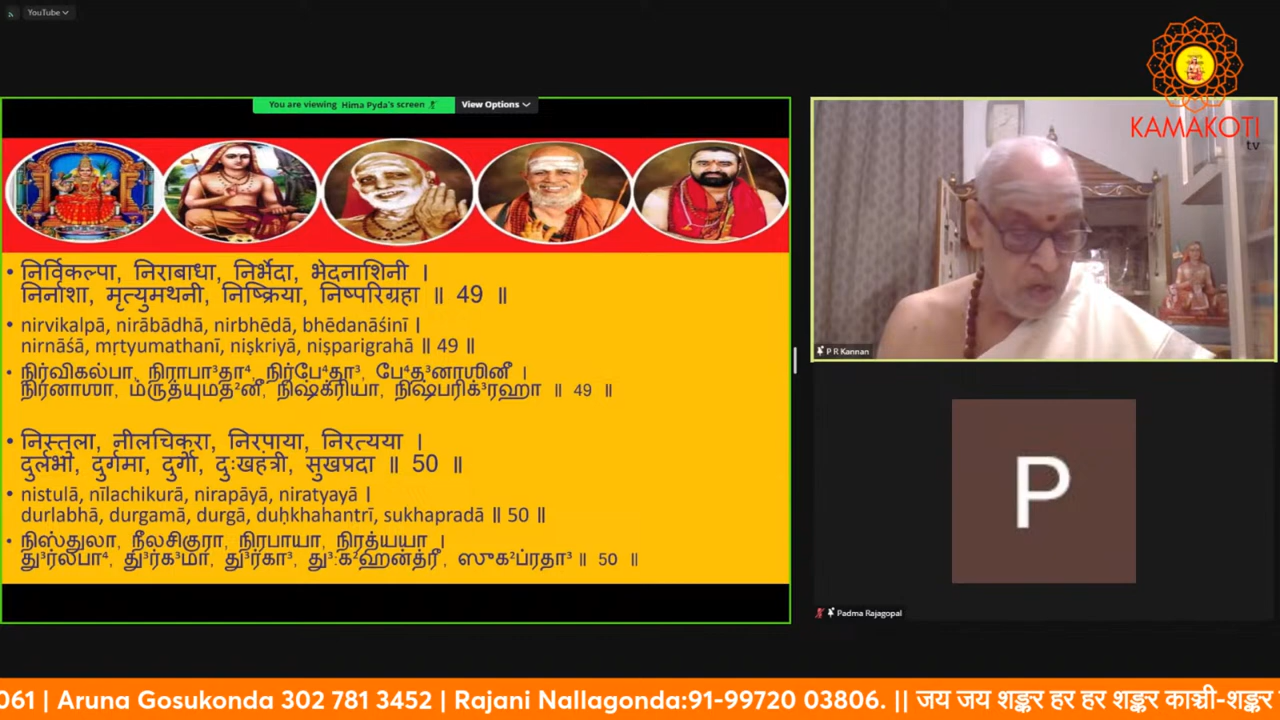 YouTube
You are viewing Hima Pyda's screen
View Options
KAMAKOTI
tv
• निर्विकल्पा, निराबाधा, निर्भेदा, भेदनाशिनी ।
निर्नाशा, मृत्युमथनी, निष्क्रिया, निष्परिग्रहा ॥ 49 ॥
• nirvikalpā, nirābādhā, nirbhēdā, bhēdanāśinī |
nirnāśā, mṛtyumathanī, niṣkriyā, niṣparigrahā ॥ 49 ॥
• நிர்விகல்பா, நிராபா³தா⁴, நிர்பே⁴தா³, பே⁴த³னாஶினீ ।
நிர்னாஶா, ம்ருத்யுமத²னீ, நிஷ்க்ரியா, நிஷ்பரிக்³ரஹா ॥ 49 ॥
• निस्तुला, नीलचिकुरा, निरपाया, निरत्यया ।
दुर्लभा, दुर्गमा, दुर्गा, दुःखहंत्री, सुखप्रदा ॥ 50 ॥
• nistulā, nīlachikurā, nirapāyā, niratyayā |
durlabhā, durgamā, durgā, duḥkhahantrī, sukhapradā ॥ 50 ॥
• நிஸ்துலா, நீலசிகுரா, நிரபாயா, நிரத்யயா ।
து³ர்லபா⁴, து³ர்க³மா, து³ர்கா³, து³:க²ஹன்த்ரீ, ஸுக²ப்ரதா³ ॥ 50 ॥
P R Kannan
P
Padma Rajagopal
061 | Aruna Gosukonda 302 781 3452 | Rajani Nallagonda:91-99720 03806. || जय जय शङ्कर हर हर शङ्कर काञ्ची-शङ्कर